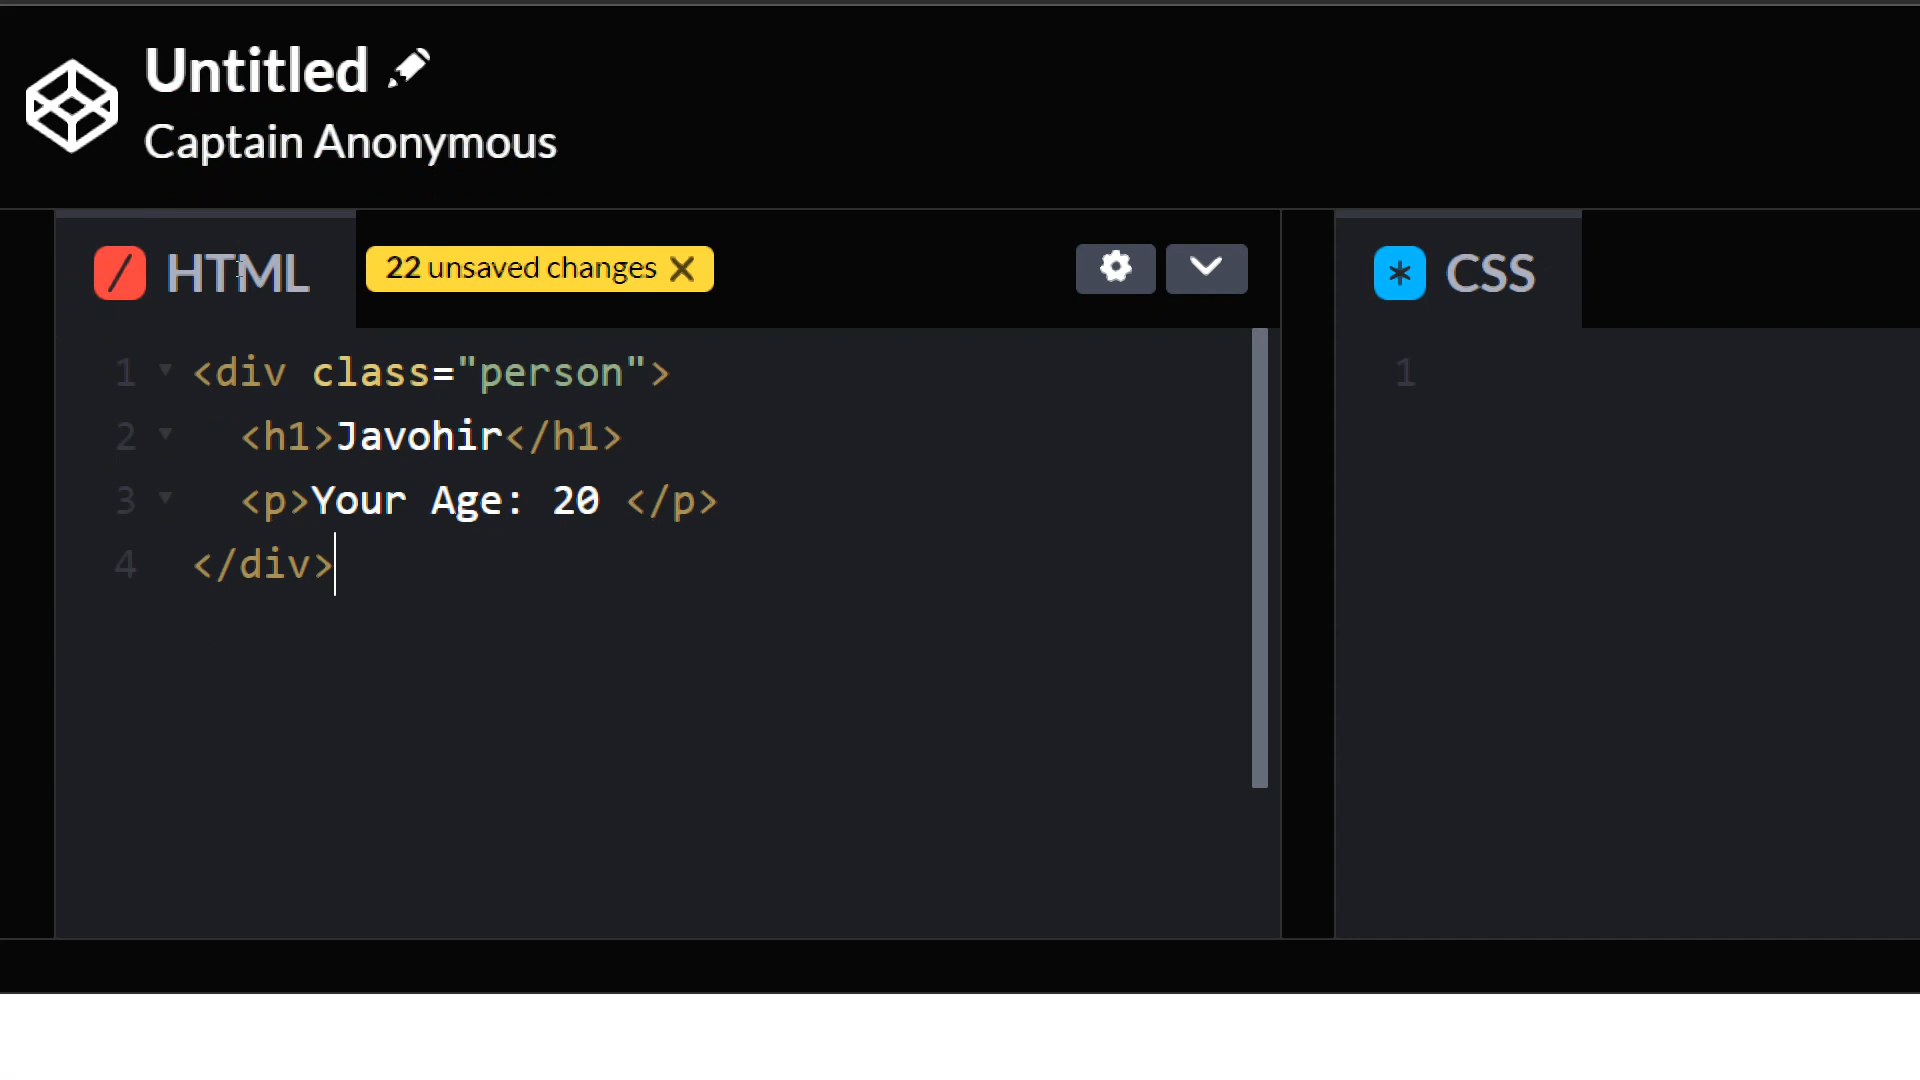 Untitled
Captain Anonymous
HTML
22 unsaved changes
CSS
1 <div class="person">
2 <h1>Javohir</h1>
3 <p>Your Age: 20 </p>
4 </div>
1